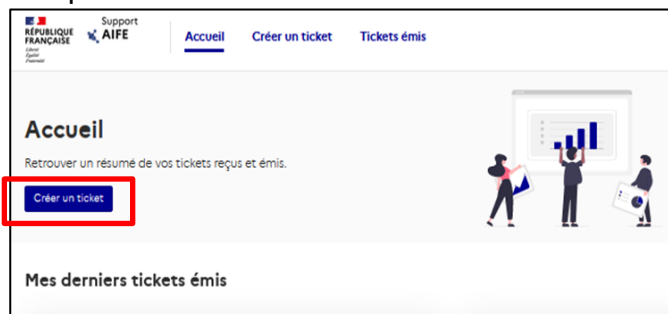 Support
RÉPUBLIQUE
FRANÇAISE
AIFE
Liberté
Égalité
Fraternité
Accueil Créer un ticket Tickets émis
Accueil
Retrouver un résumé de vos tickets reçus et émis.
Créer un ticket
Mes derniers tickets émis